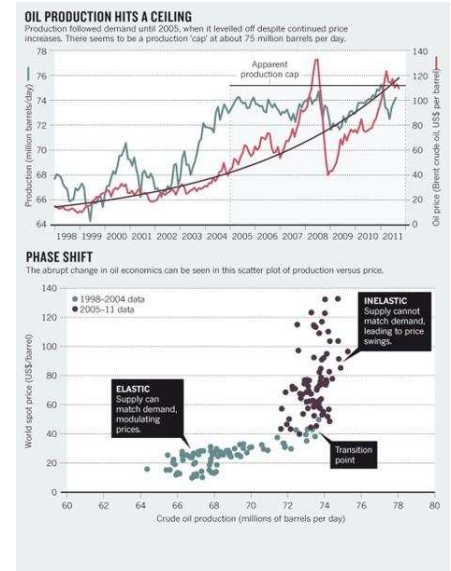 OIL PRODUCTION HITS A CEILING
Production followed demand until 2005, when it levelled off despite continued price
increases. There seems to be a production 'cap' at about 75 million barrels per day.
78
76
74
72
70
68
66
64
Production (million barrels/day)
Apparent
production cap
140
120
100
80
60
40
20
0
Oil price (Brent crude oil, US$ per barrel)
1998 1999 2000 2001 2002 2003 2004 2005 2006 2007 2008 2009 2010 2011
PHASE SHIFT
The abrupt change in oil economics can be seen in this scatter plot of production versus price.
140
120
100
80
60
40
20
0
World spot price (US$/barrel)
1998–2004 data
2005–11 data
INELASTIC
Supply cannot
match demand,
leading to price
swings.
ELASTIC
Supply can
match demand,
modulating
prices.
Transition
point
60 62 64 66 68 70 72 74 76 78 80
Crude oil production (millions of barrels per day)